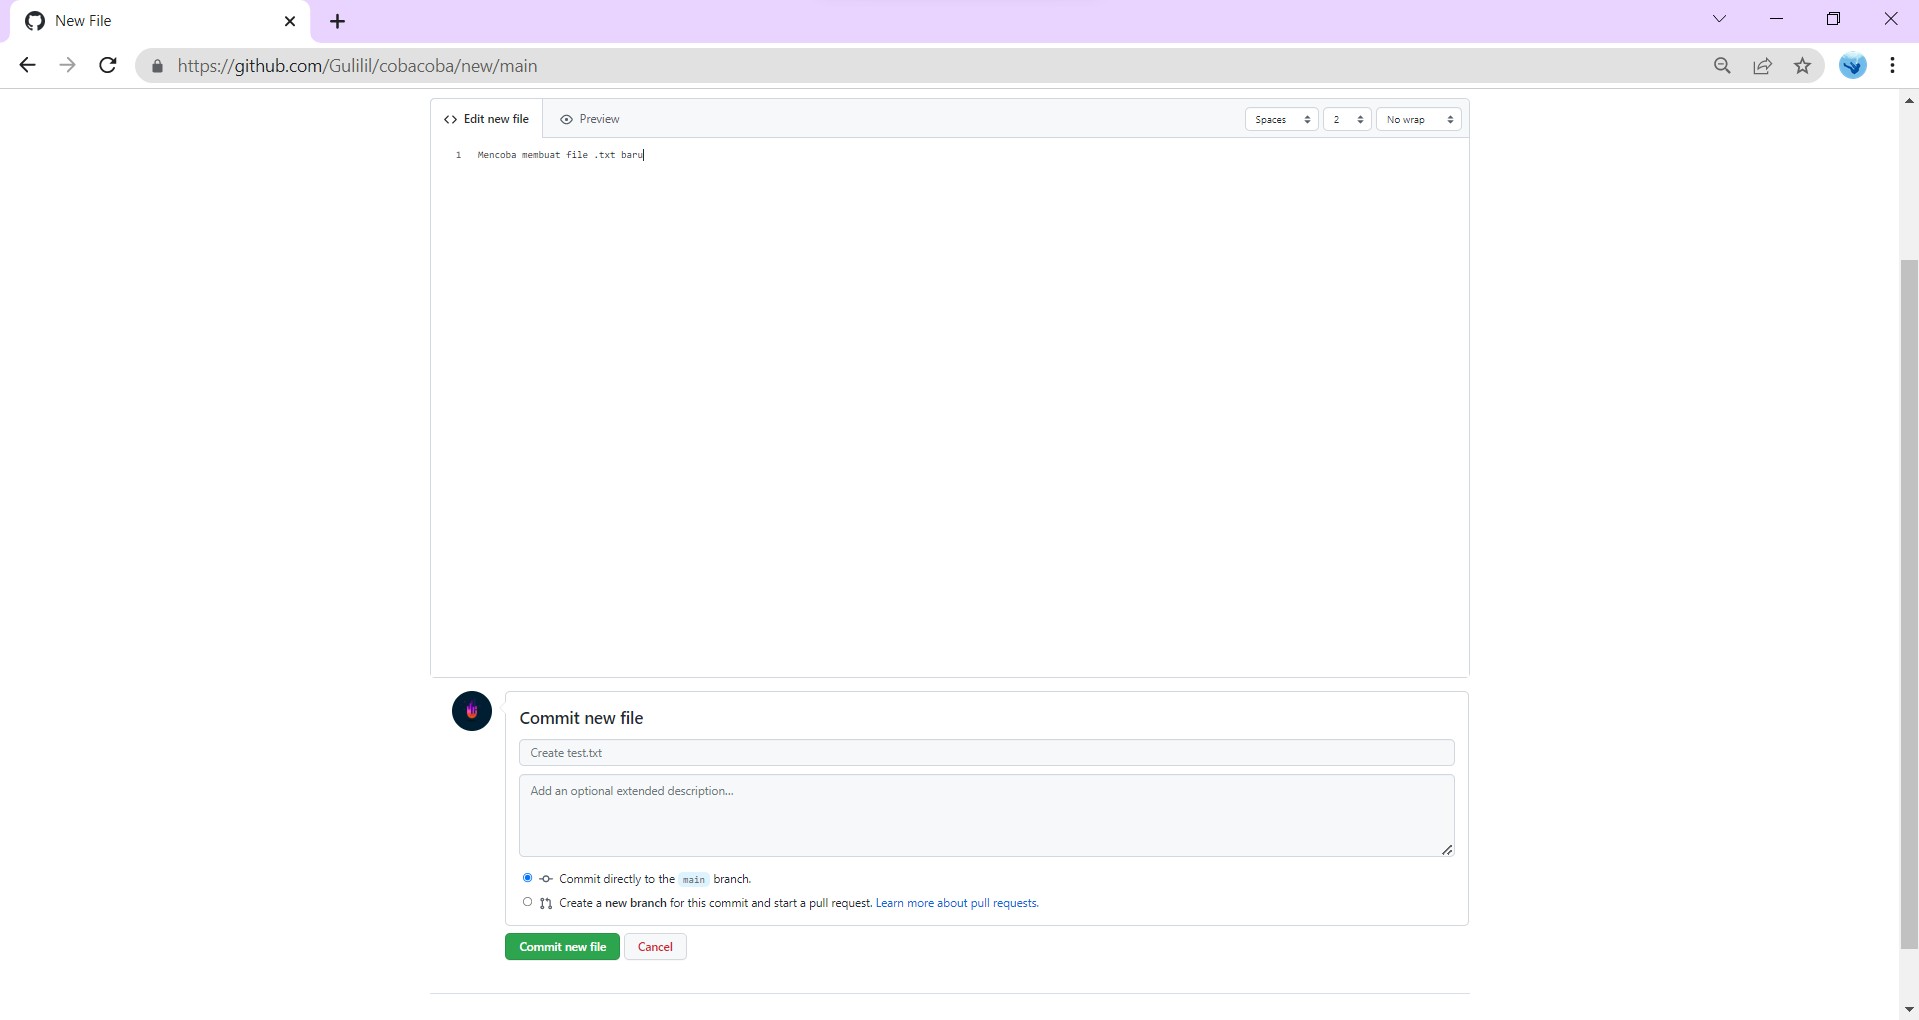 New File
https://github.com/Gulilil/cobacoba/new/main
Edit new file Preview Spaces 2 No wrap
1 Mencoba membuat file .txt baru
Commit new file
Create test.txt
Add an optional extended description...
Commit directly to the main branch.
Create a new branch for this commit and start a pull request. Learn more about pull requests.
Commit new file Cancel